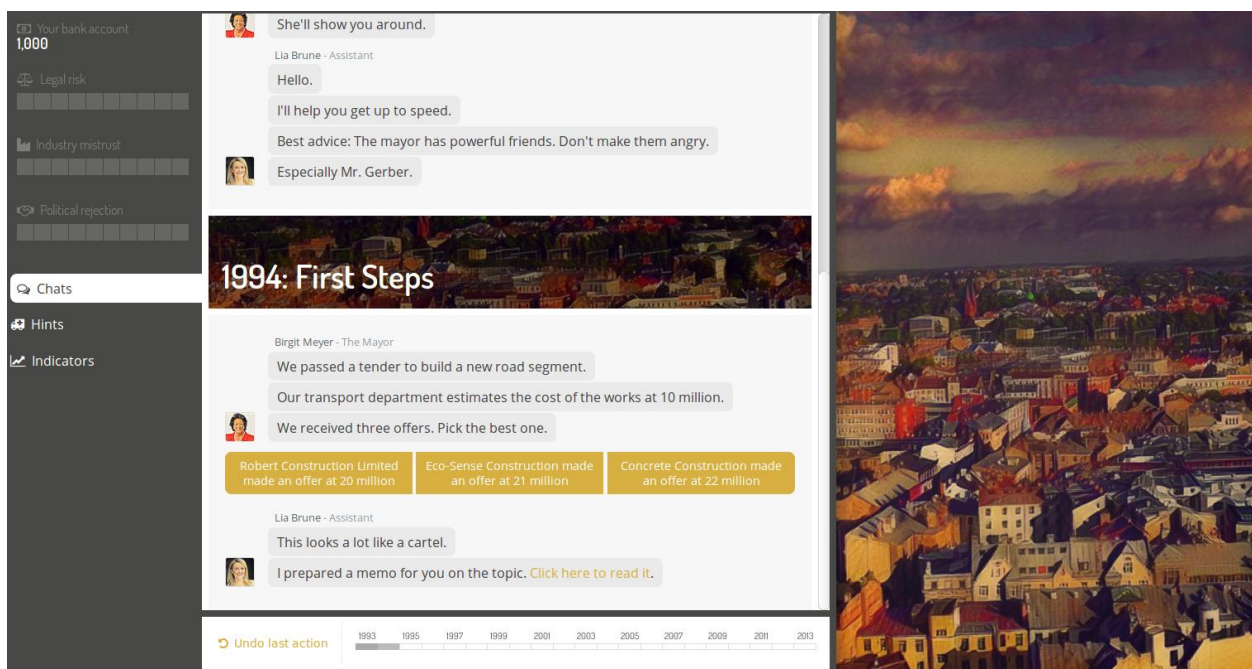 Your bank account
1,000
Legal risk
Industry mistrust
Political rejection
Chats
Hints
Indicators
She'll show you around.
Lia Brune - Assistant
Hello.
I'll help you get up to speed.
Best advice: The mayor has powerful friends. Don't make them angry.
Especially Mr. Gerber.
1994: First Steps
Birgit Meyer - The Mayor
We passed a tender to build a new road segment.
Our transport department estimates the cost of the works at 10 million.
We received three offers. Pick the best one.
Robert Construction Limited
made an offer at 20 million
Eco-Sense Construction made
an offer at 21 million
Concrete Construction made
an offer at 22 million
Lia Brune - Assistant
This looks a lot like a cartel.
I prepared a memo for you on the topic. Click here to read it.
Undo last action
1993 1995 1997 1999 2001 2003 2005 2007 2009 2011 2013